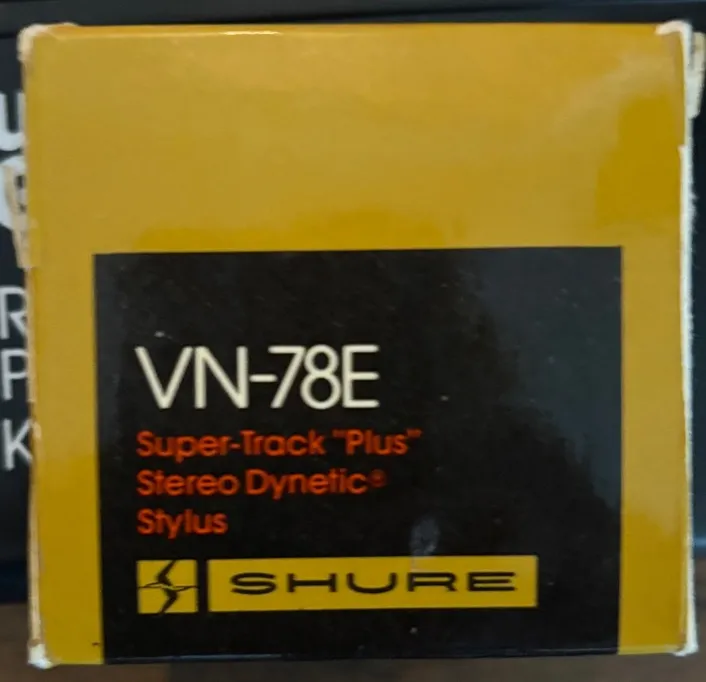 VN-78E
Super-Track "Plus"
Stereo Dynetic®
Stylus
SHURE